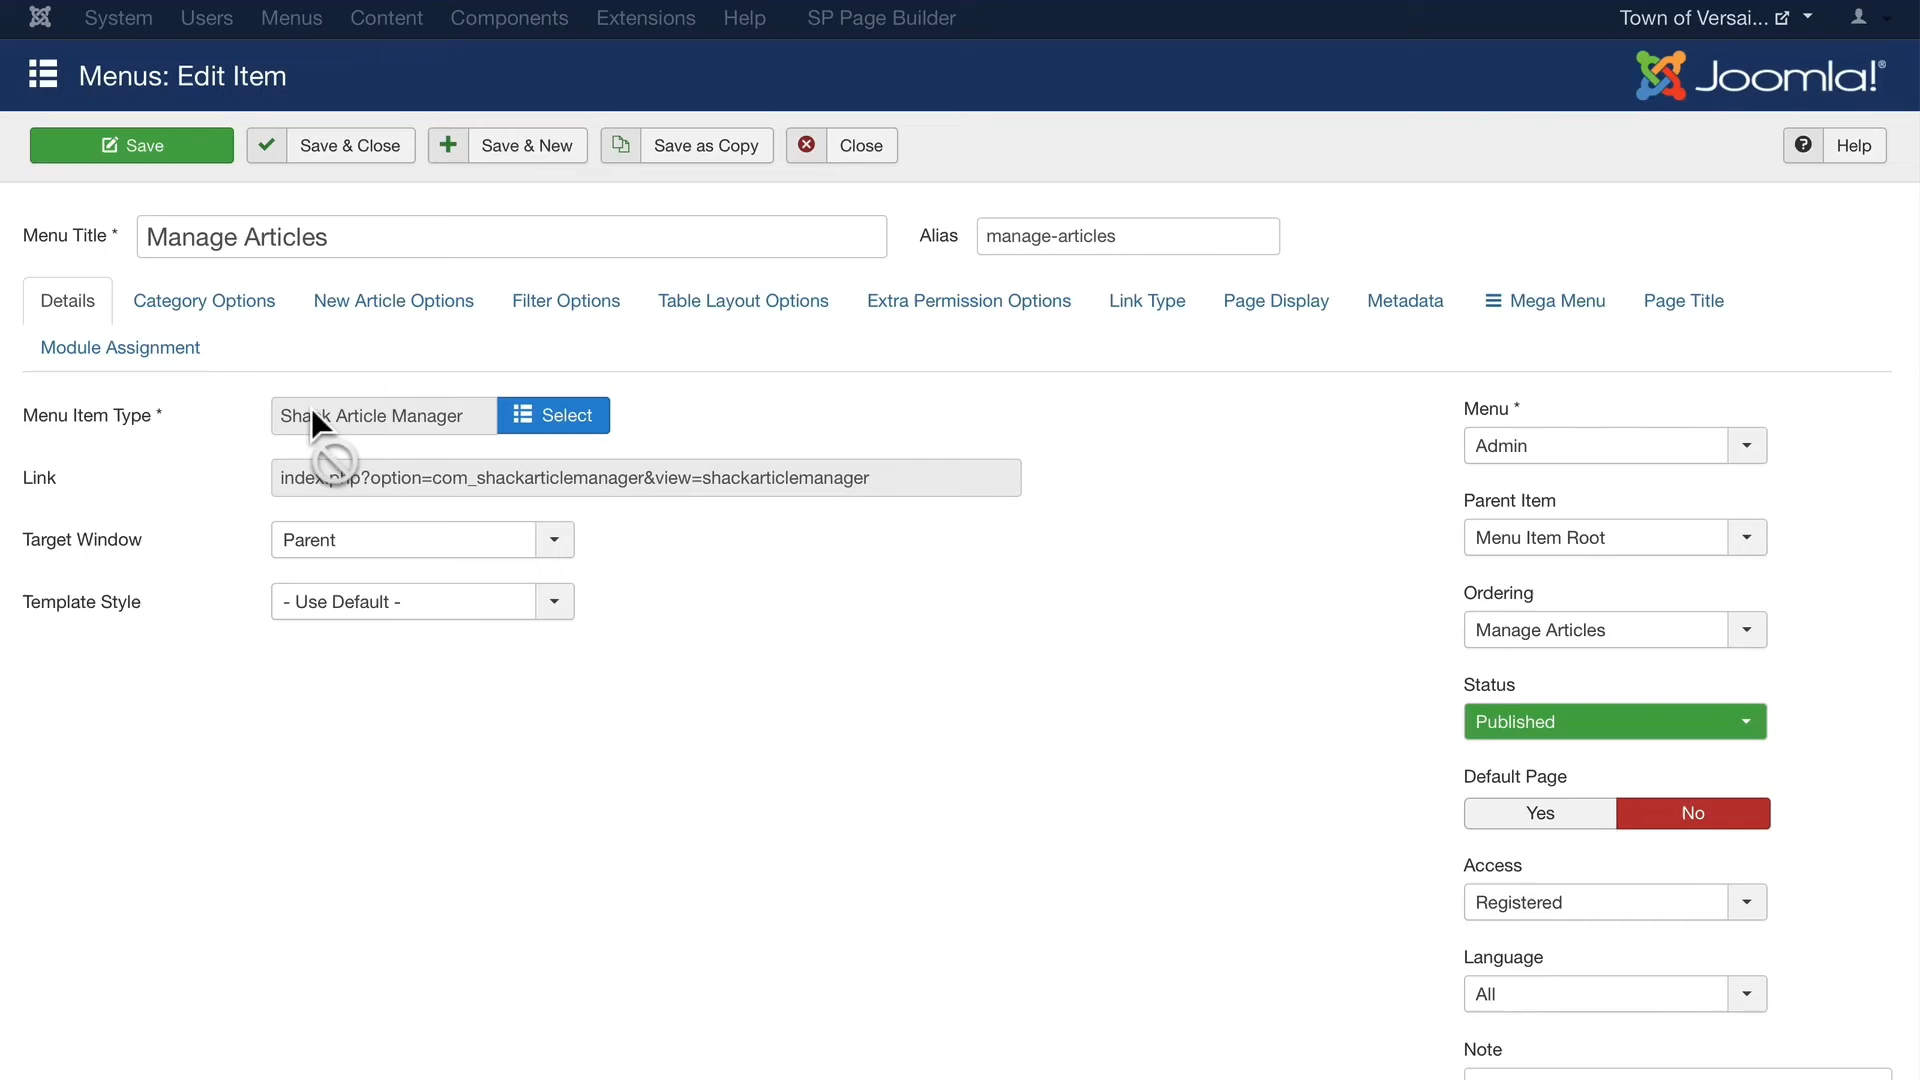 System Users Menus Content Components Extensions Help SP Page Builder Town of Versai...
Menus: Edit Item Joomla!®
Save Save & Close Save & New Save as Copy Close ? Help
Menu Title * Manage Articles Alias manage-articles
Details Category Options New Article Options Filter Options Table Layout Options Extra Permission Options Link Type Page Display Metadata Mega Menu Page Title
Module Assignment
Menu Item Type * Shack Article Manager Select
Link index.php?option=com_shackarticlemanager&view=shackarticlemanager
Target Window Parent
Template Style - Use Default -
Menu *
Admin
Parent Item
Menu Item Root
Ordering
Manage Articles
Status
Published
Default Page
Yes No
Access
Registered
Language
All
Note